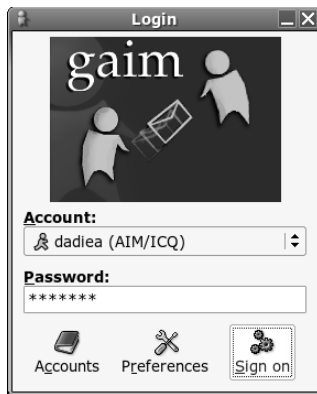 Login
gaim
Account:
dadiea (AIM/ICQ)
Password:
*******
Accounts Preferences Sign on